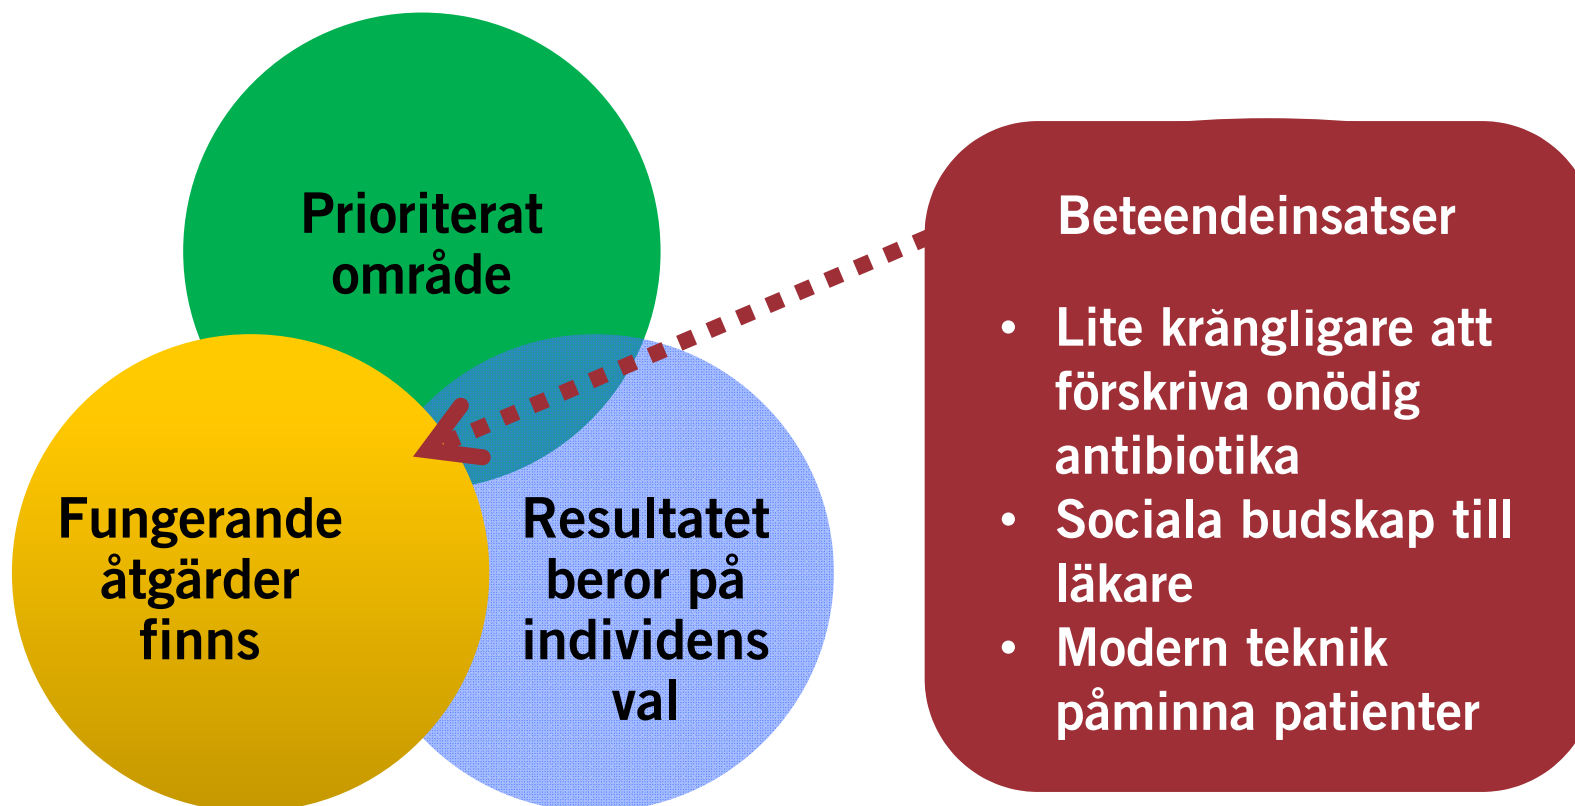 Prioriterat
område
Fungerande
åtgärder
finns
Resultatet
beror på
individens
val
Beteendeinsatser
• Lite krångligare att
förskriva onödig
antibiotika
• Sociala budskap till
läkare
• Modern teknik
påminna patienter